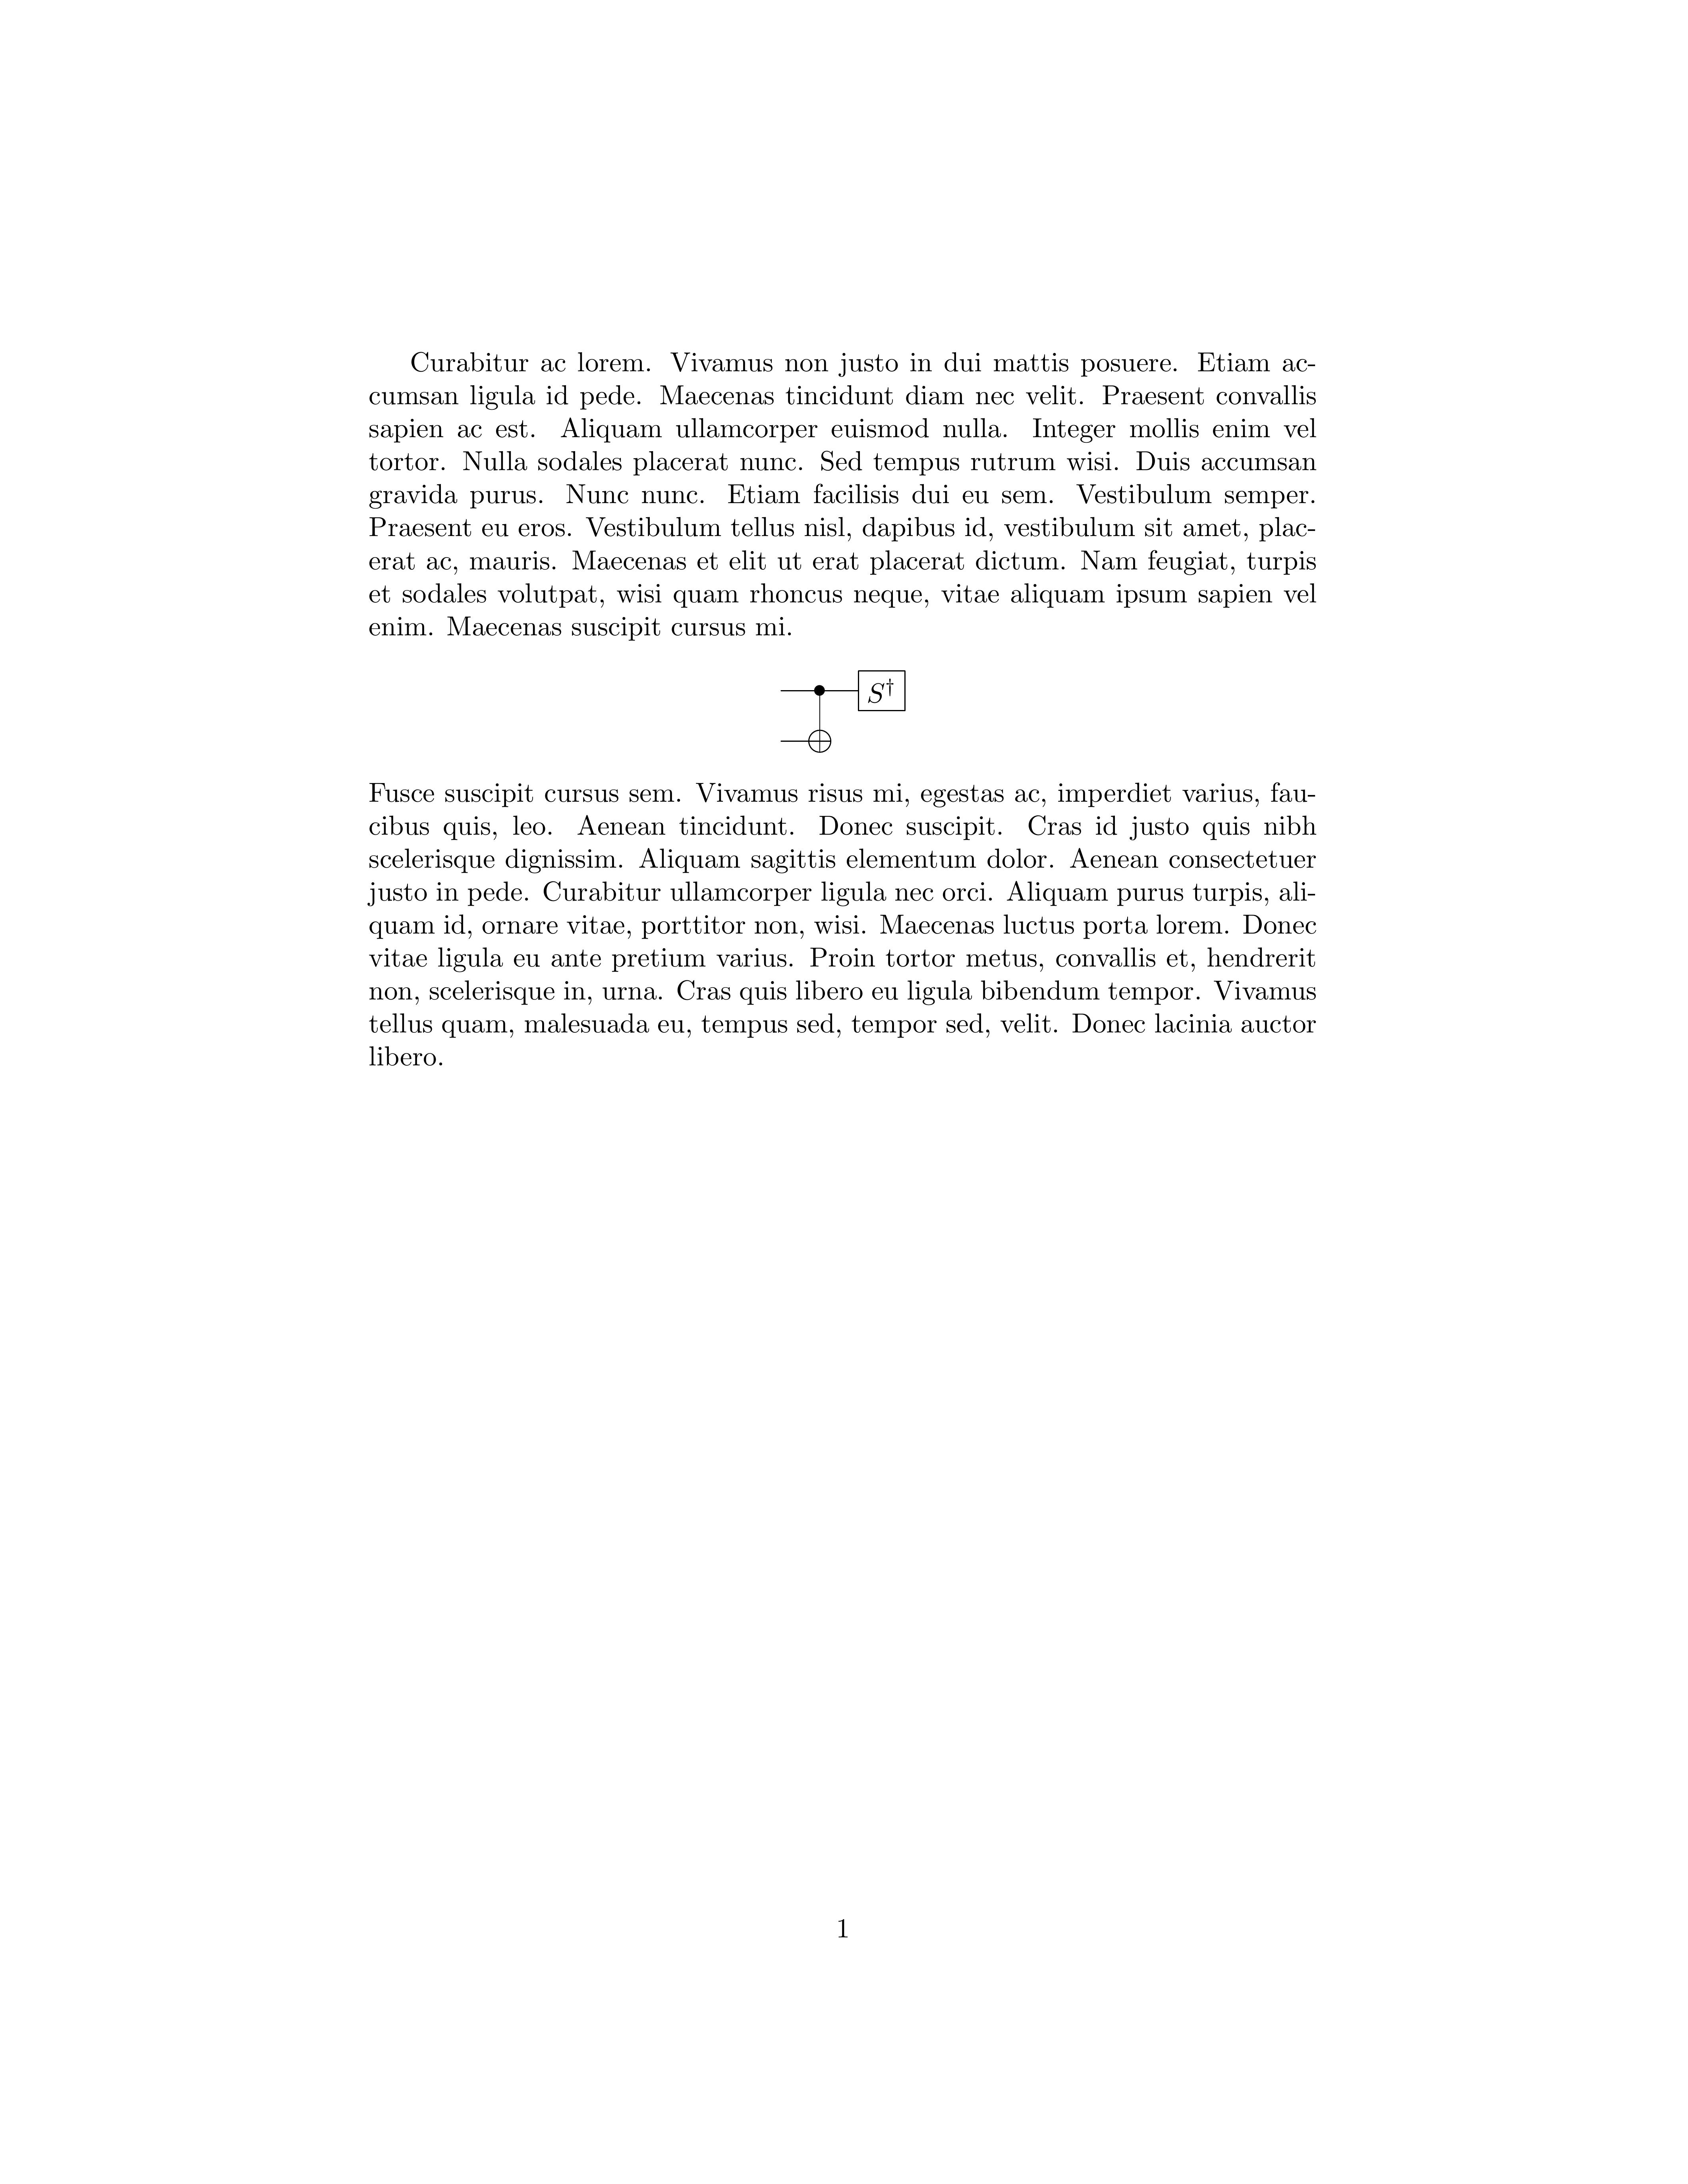 Curabitur ac lorem. Vivamus non justo in dui mattis posuere. Etiam ac-
cumsan ligula id pede. Maecenas tincidunt diam nec velit. Praesent convallis
sapien ac est. Aliquam ullamcorper euismod nulla. Integer mollis enim vel
tortor. Nulla sodales placerat nunc. Sed tempus rutrum wisi. Duis accumsan
gravida purus. Nunc nunc. Etiam facilisis dui eu sem. Vestibulum semper.
Praesent eu eros. Vestibulum tellus nisl, dapibus id, vestibulum sit amet, plac-
erat ac, mauris. Maecenas et elit ut erat placerat dictum. Nam feugiat, turpis
et sodales volutpat, wisi quam rhoncus neque, vitae aliquam ipsum sapien vel
enim. Maecenas suscipit cursus mi.
S†
Fusce suscipit cursus sem. Vivamus risus mi, egestas ac, imperdiet varius, fau-
cibus quis, leo. Aenean tincidunt. Donec suscipit. Cras id justo quis nibh
scelerisque dignissim. Aliquam sagittis elementum dolor. Aenean consectetuer
justo in pede. Curabitur ullamcorper ligula nec orci. Aliquam purus turpis, ali-
quam id, ornare vitae, porttitor non, wisi. Maecenas luctus porta lorem. Donec
vitae ligula eu ante pretium varius. Proin tortor metus, convallis et, hendrerit
non, scelerisque in, urna. Cras quis libero eu ligula bibendum tempor. Vivamus
tellus quam, malesuada eu, tempus sed, tempor sed, velit. Donec lacinia auctor
libero.
1